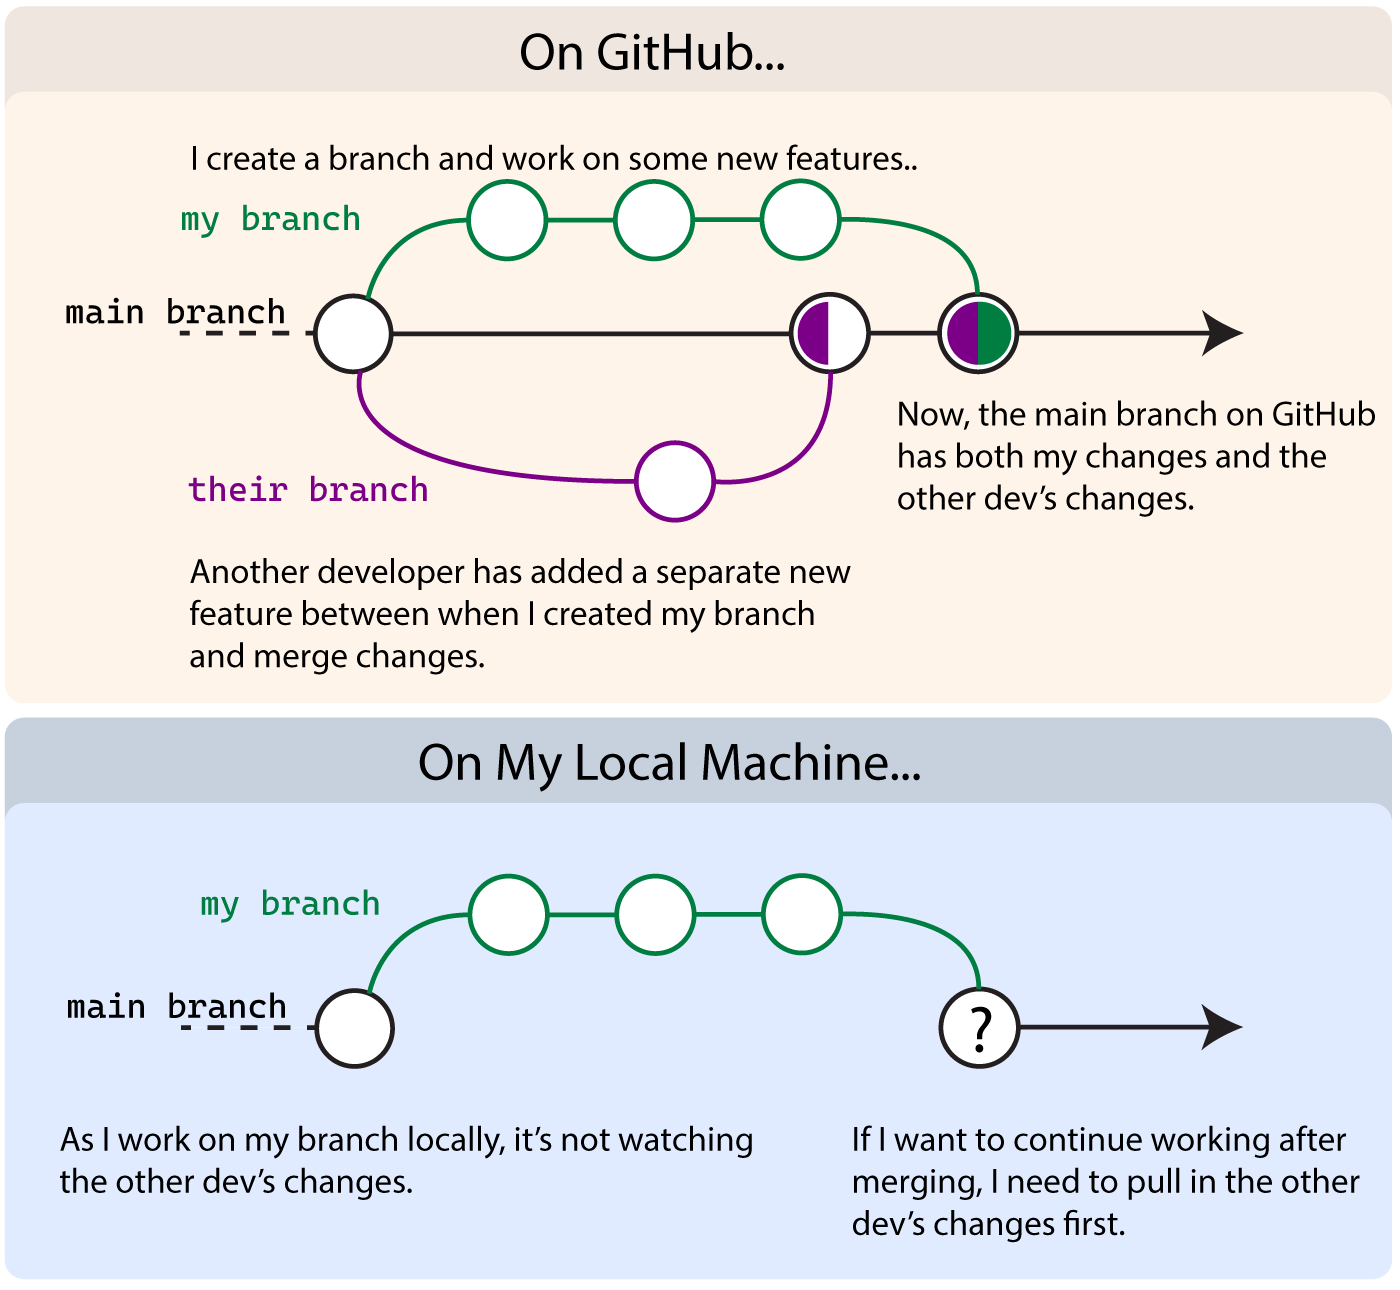 On GitHub...
I create a branch and work on some new features..
my branch
main branch
Now, the main branch on GitHub
has both my changes and the
other dev’s changes.
their branch
Another developer has added a separate new
feature between when I created my branch
and merge changes.
On My Local Machine...
my branch
main branch
?
As I work on my branch locally, it’s not watching
the other dev’s changes.
If I want to continue working after
merging, I need to pull in the other
dev’s changes first.